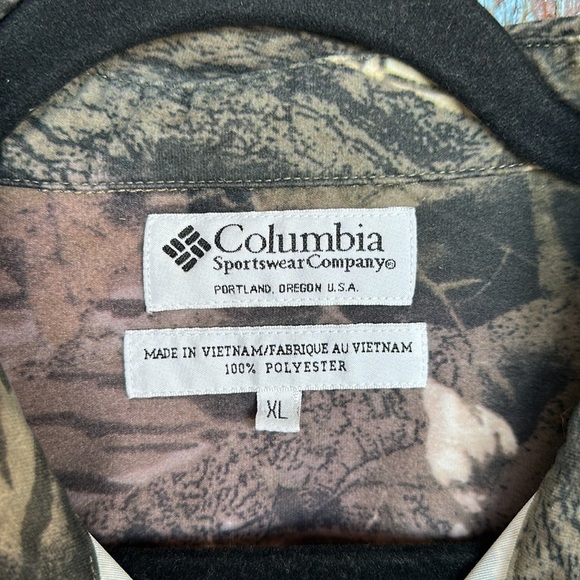 Columbia
Sportswear Company®
PORTLAND, OREGON U.S.A.
MADE IN VIETNAM/FABRIQUE AU VIETNAM
100% POLYESTER
XL